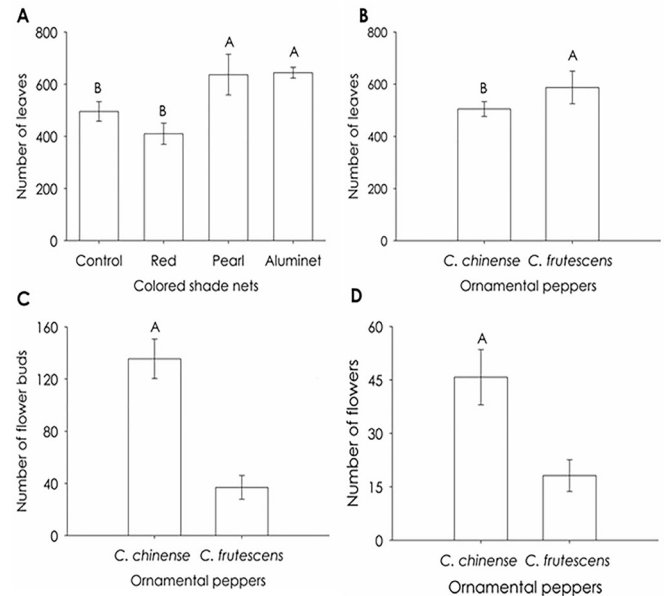 A
Number of leaves
800
600
400
200
0
B
B
A
A
Control Red Pearl Aluminet
Colored shade nets
B
Number of leaves
800
600
400
200
0
B
A
C. chinense C. frutescens
Ornamental peppers
C
Number of flower buds
160
120
80
40
0
A
C. chinense C. frutescens
Ornamental peppers
D
Number of flowers
60
45
30
15
0
A
C. chinense C. frutescens
Ornamental peppers